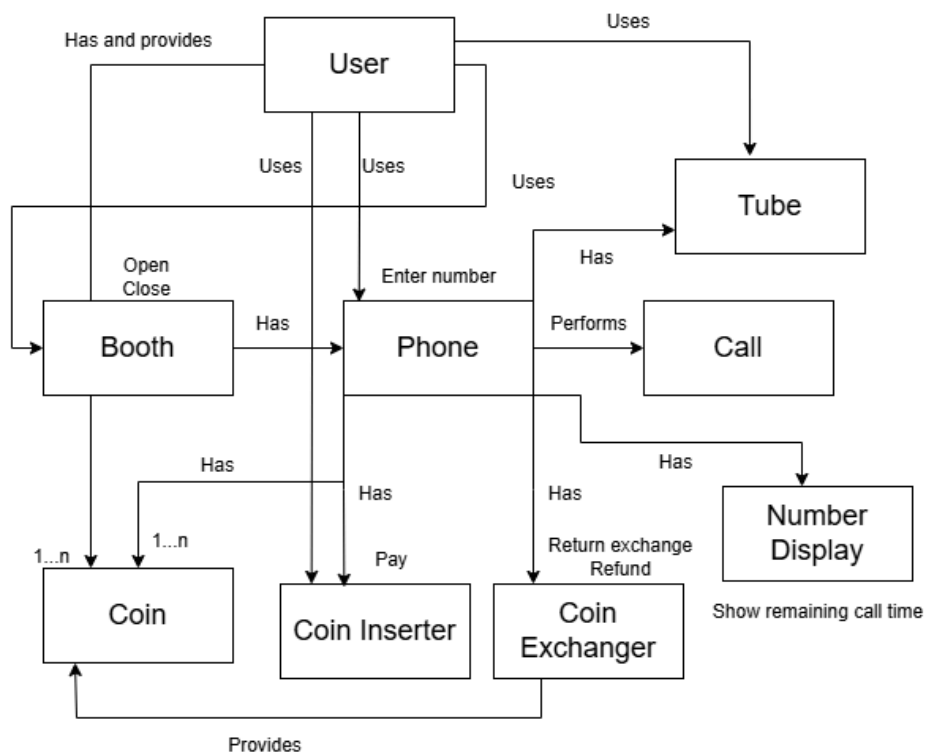 Uses
Has and provides
User
Uses
Uses
Uses
Tube
Has
Open
Close
Enter number
Booth
Has
Phone
Performs
Call
Has
Has
Has
Has
Number
Display
1...n
1...n
Pay
Return exchange
Refund
Coin
Coin Inserter
Coin
Exchanger
Show remaining call time
Provides